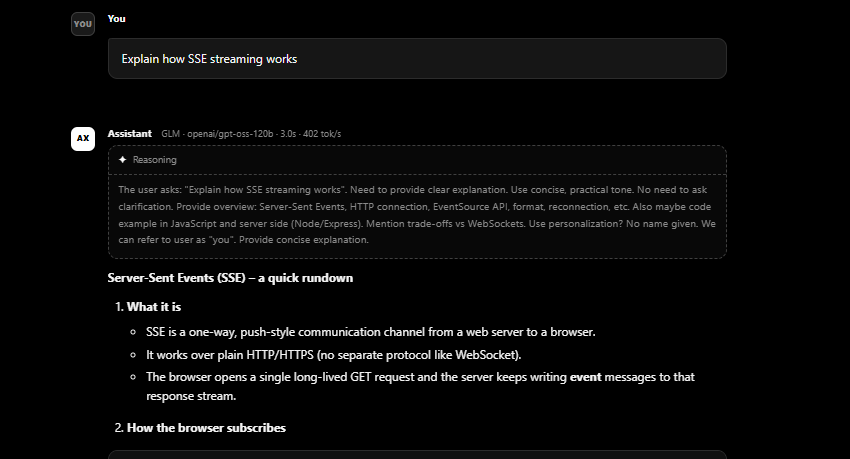 YOU
You
Explain how SSE streaming works
AX
Assistant GLM · openai/gpt-oss-120b · 3.0s · 402 tok/s
Reasoning
The user asks: "Explain how SSE streaming works". Need to provide clear explanation. Use concise, practical tone. No need to ask
clarification. Provide overview: Server-Sent Events, HTTP connection, EventSource API, format, reconnection, etc. Also maybe code
example in JavaScript and server side (Node/Express). Mention trade-offs vs WebSockets. Use personalization? No name given. We
can refer to user as "you". Provide concise explanation.
Server-Sent Events (SSE) – a quick rundown
1. What it is
SSE is a one-way, push-style communication channel from a web server to a browser.
It works over plain HTTP/HTTPS (no separate protocol like WebSocket).
The browser opens a single long-lived GET request and the server keeps writing event messages to that
response stream.
2. How the browser subscribes